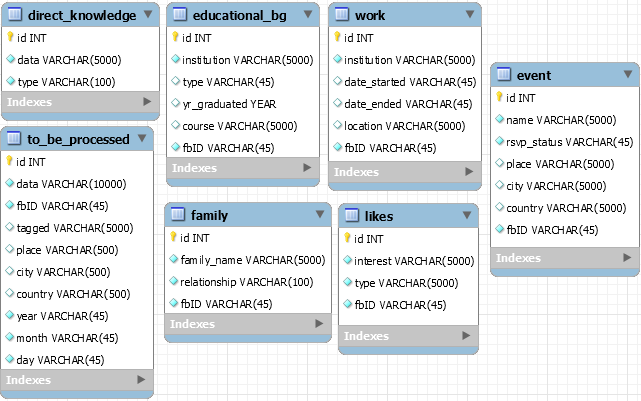 direct_knowledge
id INT
data VARCHAR(5000)
type VARCHAR(100)
Indexes
educational_bg
id INT
institution VARCHAR(5000)
type VARCHAR(45)
yr_graduated YEAR
course VARCHAR(5000)
fbID VARCHAR(45)
Indexes
work
id INT
institution VARCHAR(5000)
date_started VARCHAR(45)
date_ended VARCHAR(45)
location VARCHAR(5000)
fbID VARCHAR(45)
Indexes
event
id INT
name VARCHAR(5000)
rsvp_status VARCHAR(45)
place VARCHAR(5000)
city VARCHAR(5000)
country VARCHAR(5000)
fbID VARCHAR(45)
Indexes
to_be_processed
id INT
data VARCHAR(10000)
fbID VARCHAR(45)
tagged VARCHAR(5000)
place VARCHAR(500)
city VARCHAR(500)
country VARCHAR(500)
year VARCHAR(45)
month VARCHAR(45)
day VARCHAR(45)
Indexes
family
id INT
family_name VARCHAR(5000)
relationship VARCHAR(100)
fbID VARCHAR(45)
Indexes
likes
id INT
interest VARCHAR(5000)
type VARCHAR(5000)
fbID VARCHAR(45)
Indexes